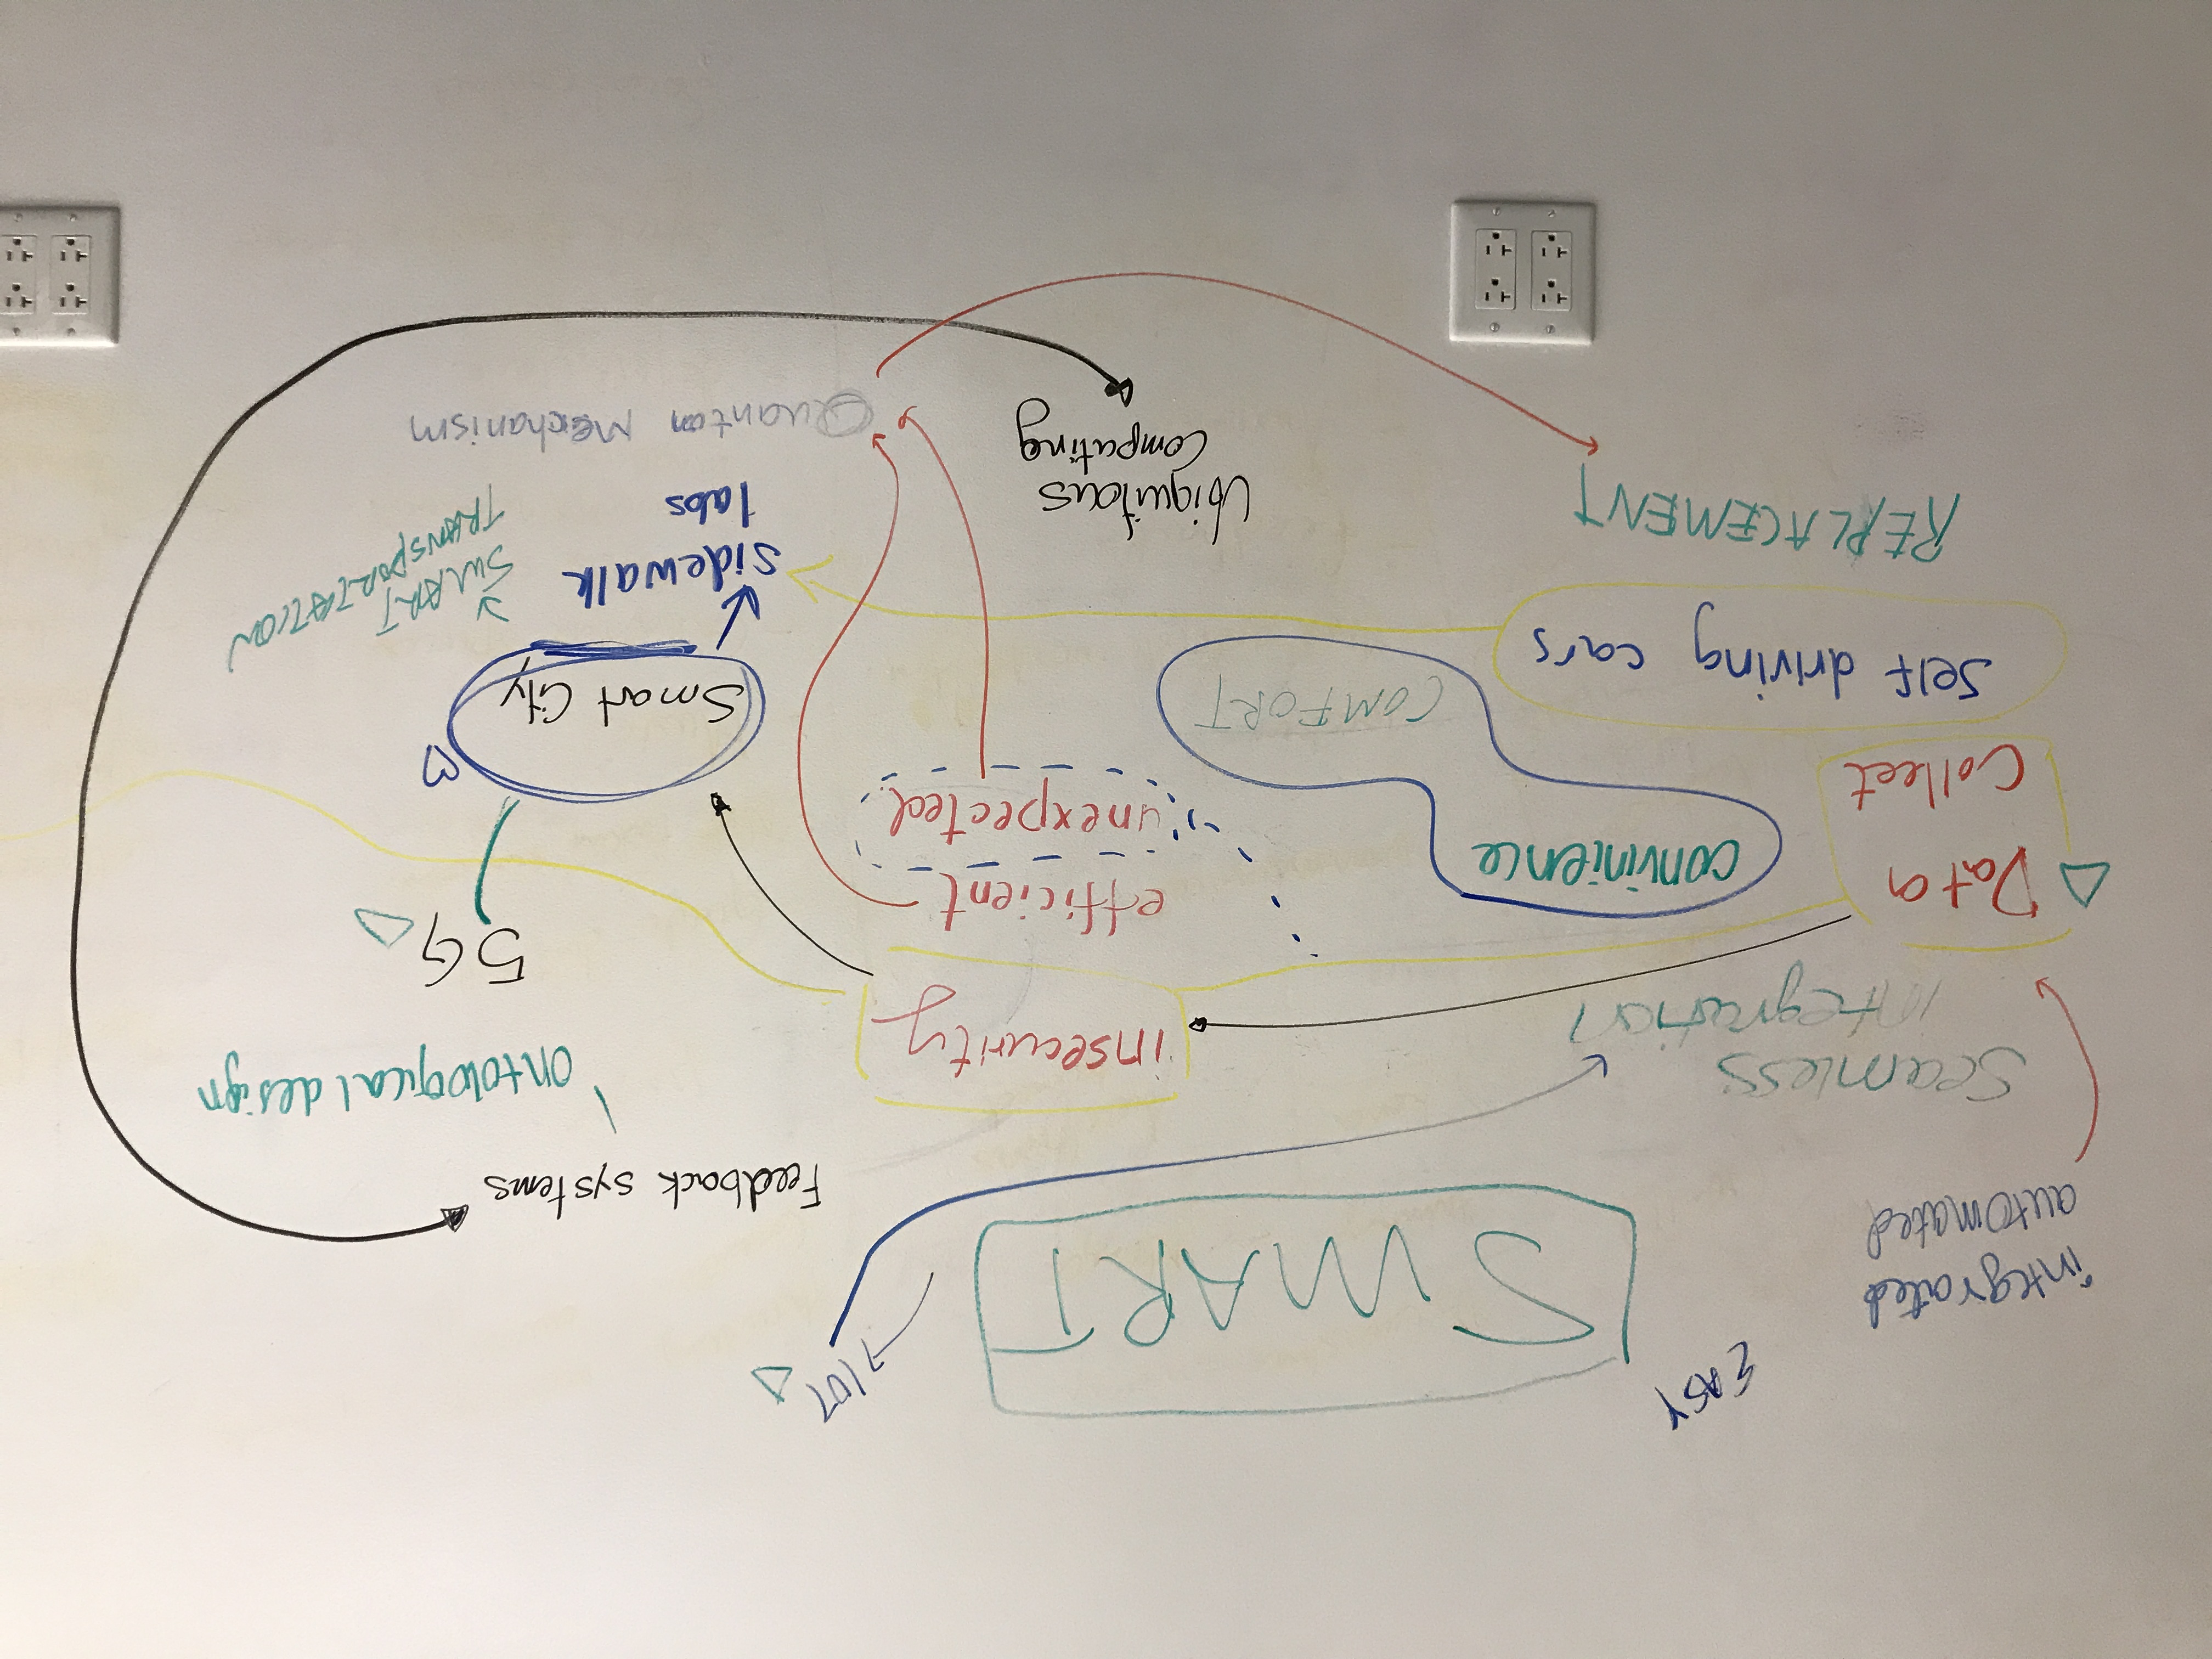 EASY
SMART
IOT
integrated
automated
Feedback systems
ontological design
Seamless
integration
insecurity
5G
Data
Collect
convinience
efficient
unexpected
COMFORT
Smart City
Self driving cars
sidewalk
labs
SMART
TRANSPORTATION
REPLACEMENT
Ubiquitous
Computing
Quantom Mechanism